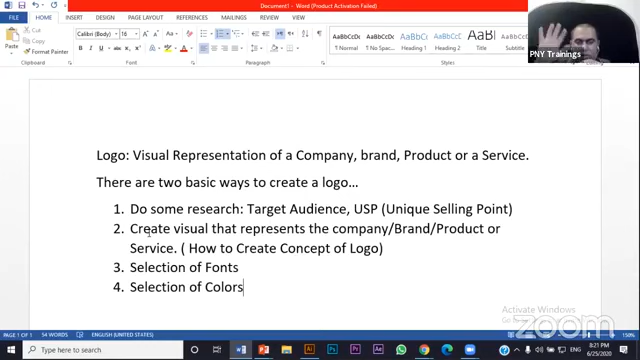 Document1 - Word (Product Activation Failed)
FILE HOME INSERT DESIGN PAGE LAYOUT REFERENCES MAILINGS REVIEW VIEW
Cut
Copy
Format Painter
Paste
Calibri (Body) 16
AaBbCcDc AaBbCcDc AaBbCc AaBbCcD
¶ Normal ¶ No Spac... Heading 1 Heading 2 Title Subtitle
Clipboard Font Paragraph Styles
PNY Trainings
Logo: Visual Representation of a Company, brand, Product or a Service.
There are two basic ways to create a logo…
1. Do some research: Target Audience, USP (Unique Selling Point)
2. Create visual that represents the company/Brand/Product or
Service. ( How to Create Concept of Logo)
3. Selection of Fonts
4. Selection of Colors
Activate Windows
zoom
PAGE 1 OF 1 54 WORDS ENGLISH (UNITED STATES) 150%
Type here to search
ENG
8:21 PM
6/25/2020